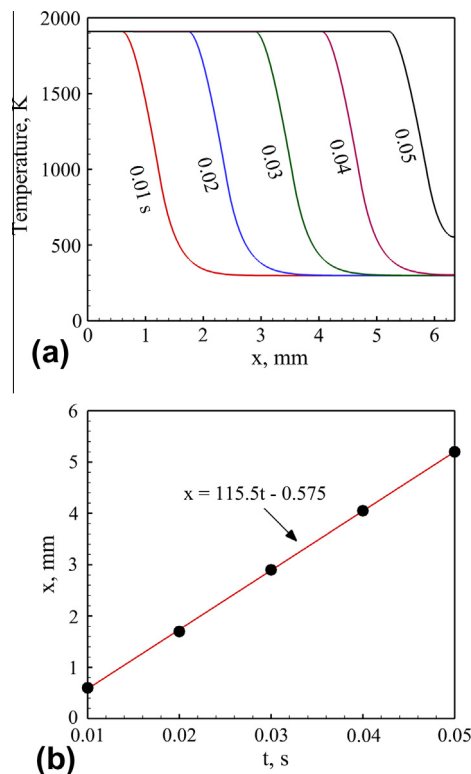 2000
1500
1000
500
0
Temperature, K
0.01 s
0.02
0.03
0.04
0.05
0 1 2 3 4 5 6
x, mm
(a)
6
5
4
3
2
1
0
x, mm
x = 115.5t - 0.575
0.01 0.02 0.03 0.04 0.05
t, s
(b)